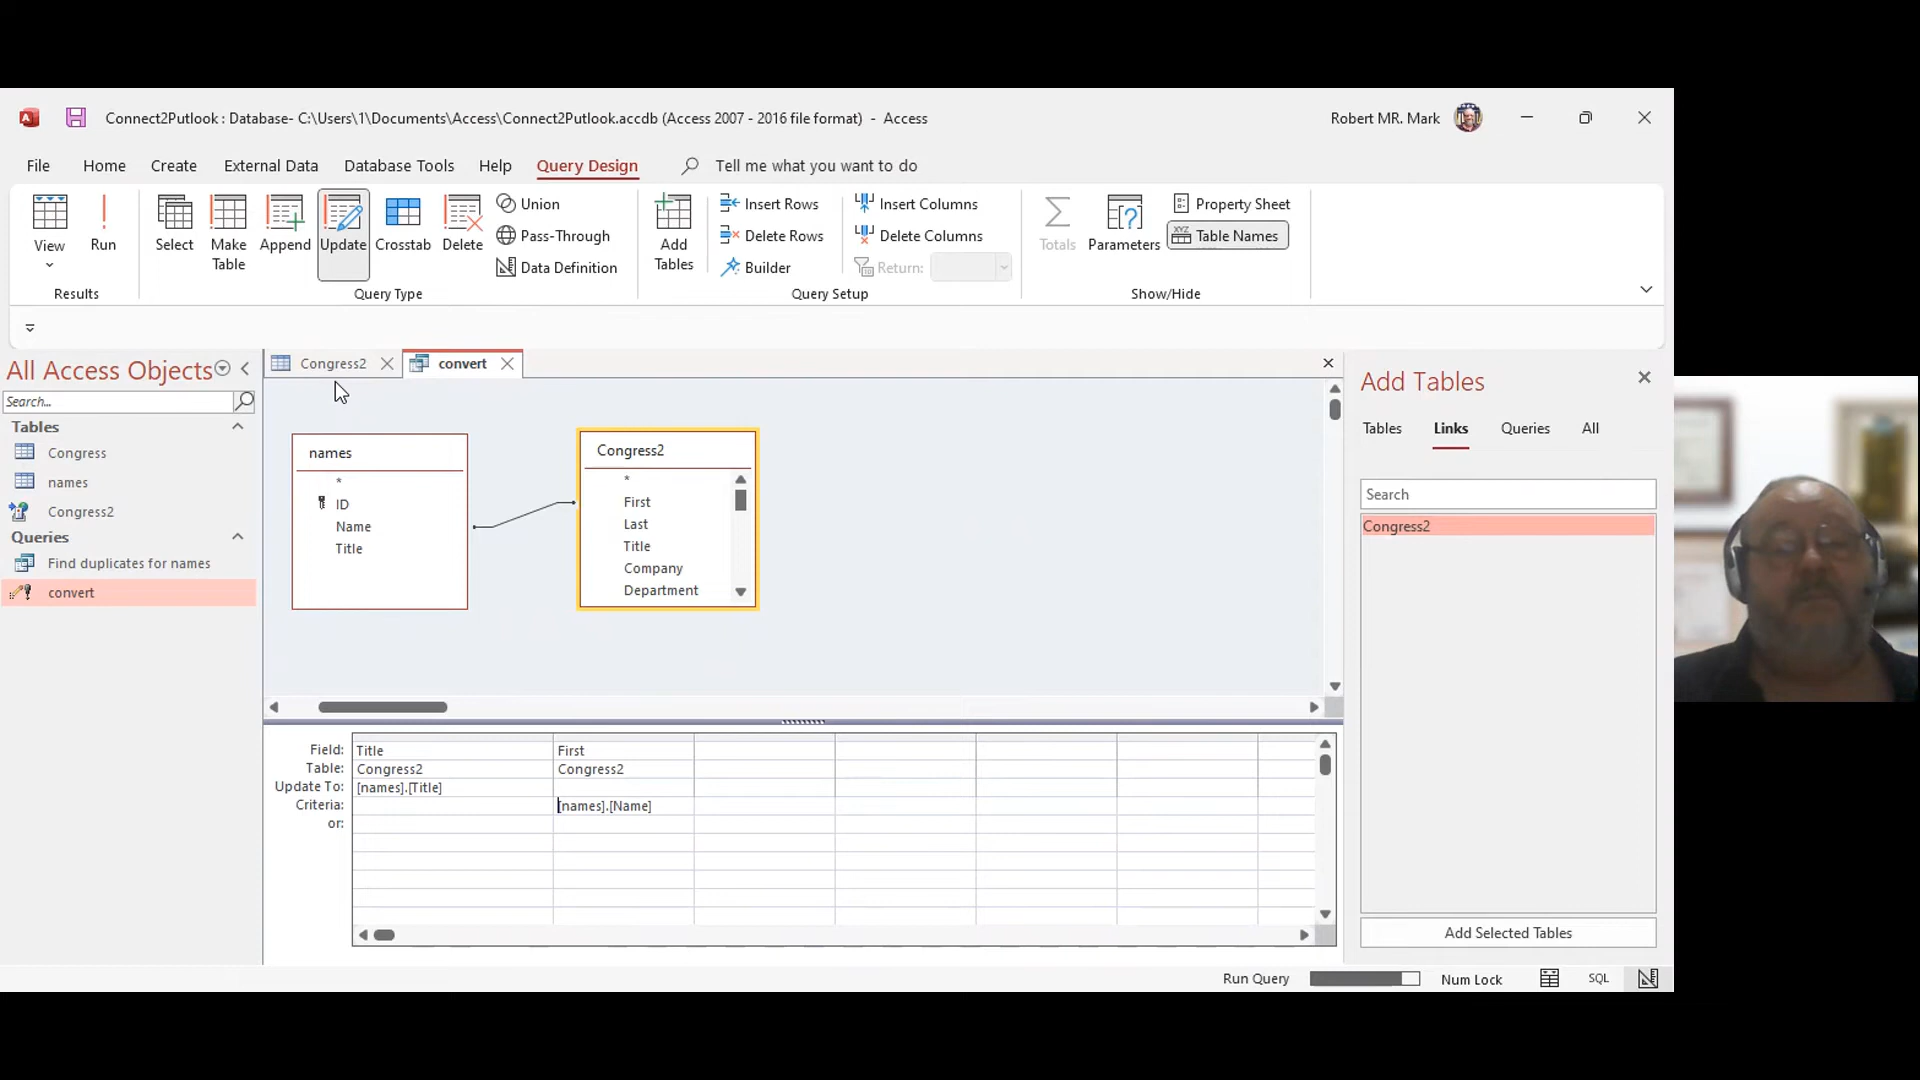 Connect2Putlook : Database- C:\Users\1\Documents\Access\Connect2Putlook.accdb (Access 2007 - 2016 file format) - Access
Robert MR. Mark
File Home Create External Data Database Tools Help Query Design Tell me what you want to do
View
Run
Results
Select
Make Table
Append
Update
Crosstab
Delete
Union
Pass-Through
Data Definition
Query Type
Add Tables
Insert Rows
Delete Rows
Builder
Insert Columns
Delete Columns
Return:
Query Setup
Totals
Parameters
Property Sheet
XYZ Table Names
Show/Hide
All Access Objects
Search...
Tables
Congress
names
Congress2
Queries
Find duplicates for names
convert
Congress2
convert
names
*
ID
Name
Title
Congress2
*
First
Last
Title
Company
Department
Field: Title First
Table: Congress2 Congress2
Update To: [names].[Title]
Criteria: [names].[Name]
or:
Add Tables
Tables Links Queries All
Search
Congress2
Add Selected Tables
Run Query Num Lock SQL